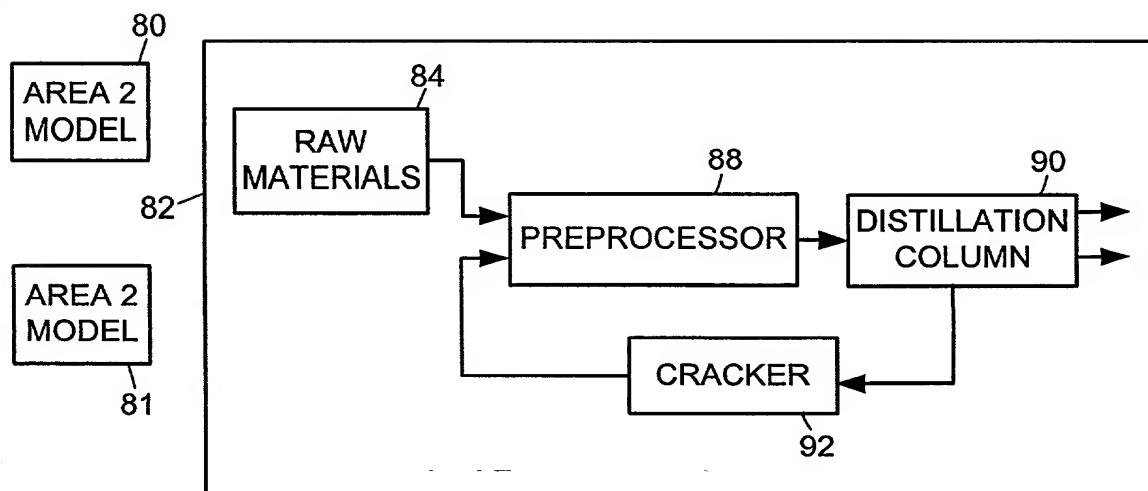 80
AREA 2
MODEL
82
84
RAW
MATERIALS
88
PREPROCESSOR
90
DISTILLATION
COLUMN
AREA 2
MODEL
81
CRACKER
92